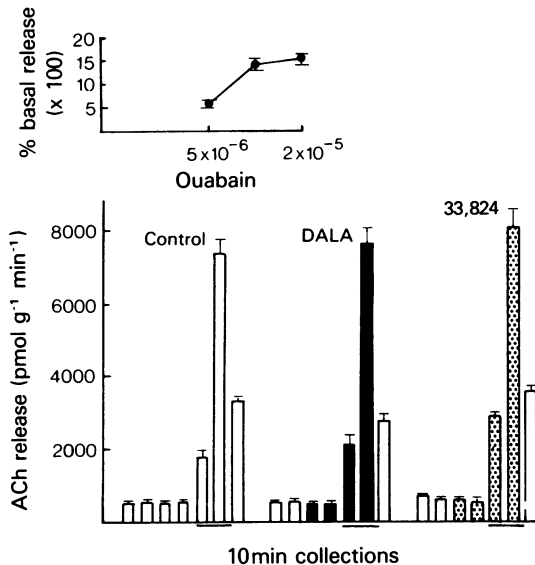 % basal release
(x 100)
20
15
10
5
5x10⁻⁶
2x10⁻⁵
Ouabain
ACh release (pmol g⁻¹ min⁻¹)
8000
6000
4000
2000
Control
DALA
33,824
10min collections